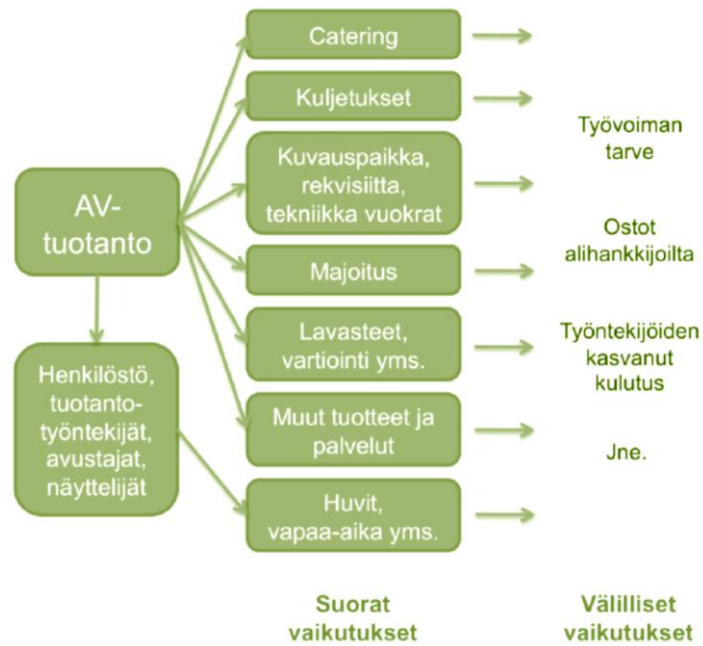 AV-
tuotanto
Henkilöstö,
tuotanto-
työntekijät,
avustajat,
näyttelijät
Catering
Kuljetukset
Kuvauspaikka,
rekvisiitta,
tekniikka vuokrat
Majoitus
Lavasteet,
vartiointi yms.
Muut tuotteet ja
palvelut
Huvit,
vapaa-aika yms.
Suorat
vaikutukset
Työvoiman
tarve
Ostot
alihankkijoilta
Työntekijöiden
kasvanut
kulutus
Jne.
Välilliset
vaikutukset